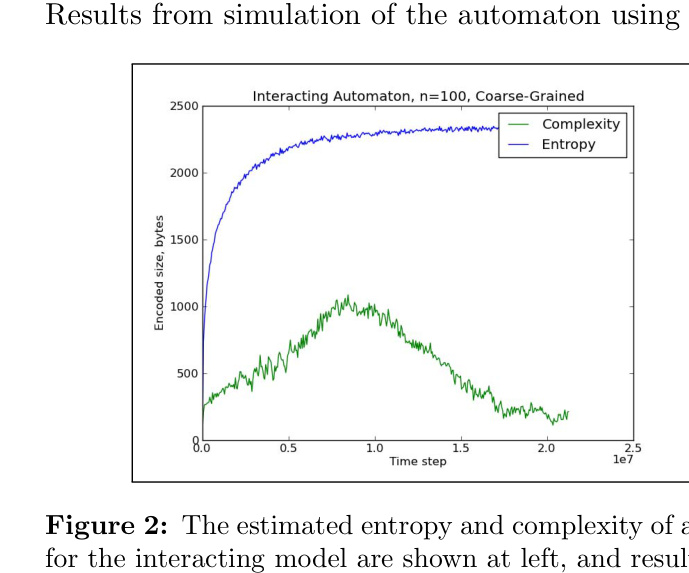 Results from simulation of the automaton using
Interacting Automaton, n=100, Coarse-Grained
2500
2000
1500
1000
500
0
Encoded size, bytes
Complexity
Entropy
0.0 0.5 1.0 1.5 2.0 2.5
1e7
Time step
Figure 2: The estimated entropy and complexity of a
for the interacting model are shown at left, and resul